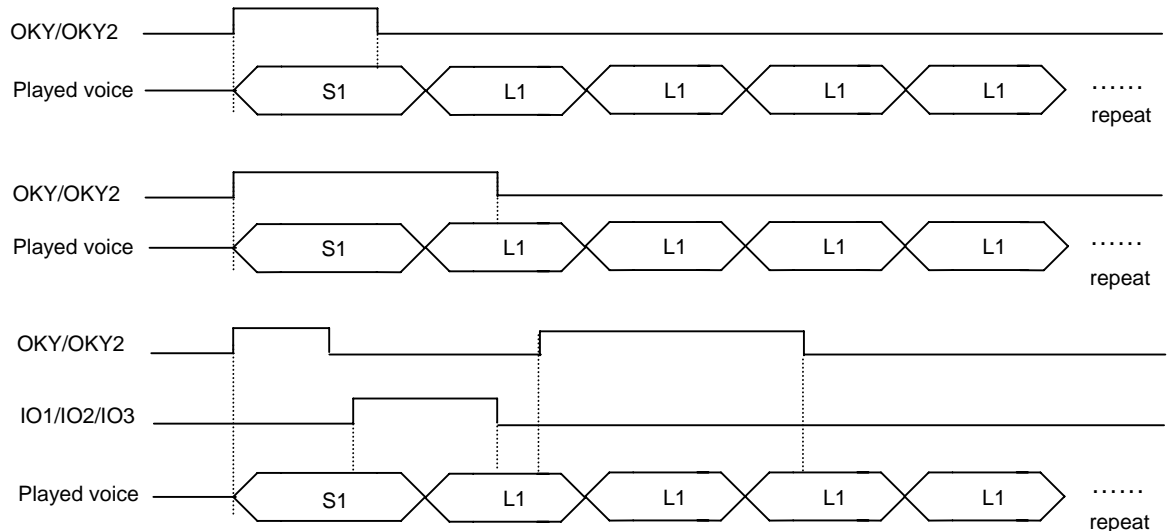 OKY/OKY2
Played voice
S1 L1 L1 L1 L1 ......
repeat
OKY/OKY2
Played voice
S1 L1 L1 L1 L1 ......
repeat
OKY/OKY2
IO1/IO2/IO3
Played voice
S1 L1 L1 L1 L1 ......
repeat